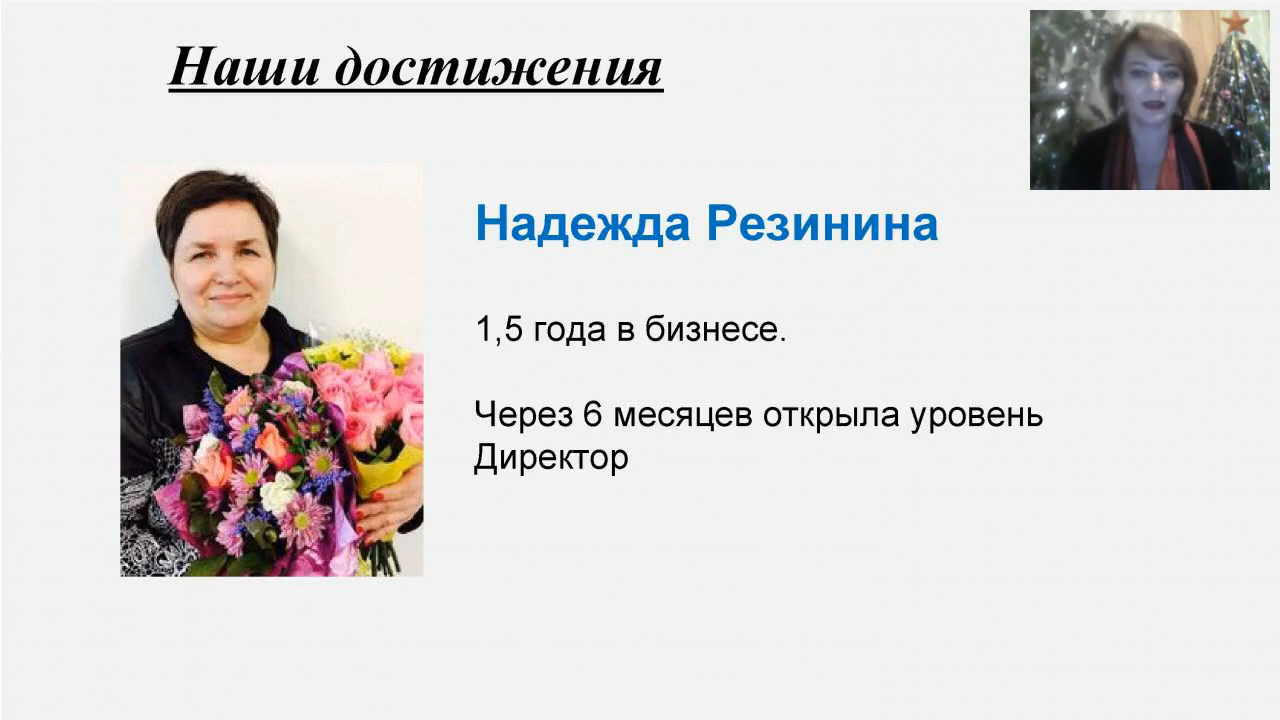 Наши достижения
Надежда Резинина
1,5 года в бизнесе.
Через 6 месяцев открыла уровень
Директор